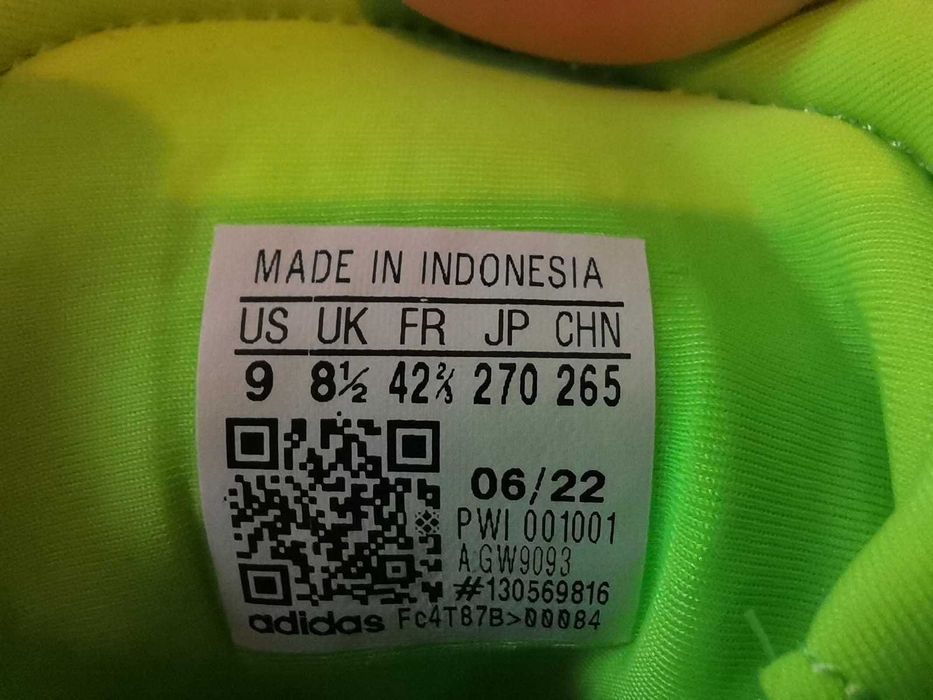 MADE IN INDONESIA
US UK FR JP CHN
9 8½ 42⅔ 270 265
06/22
PWI 001001
A GW9093
#130569816
adidas Fc4T87B>00084